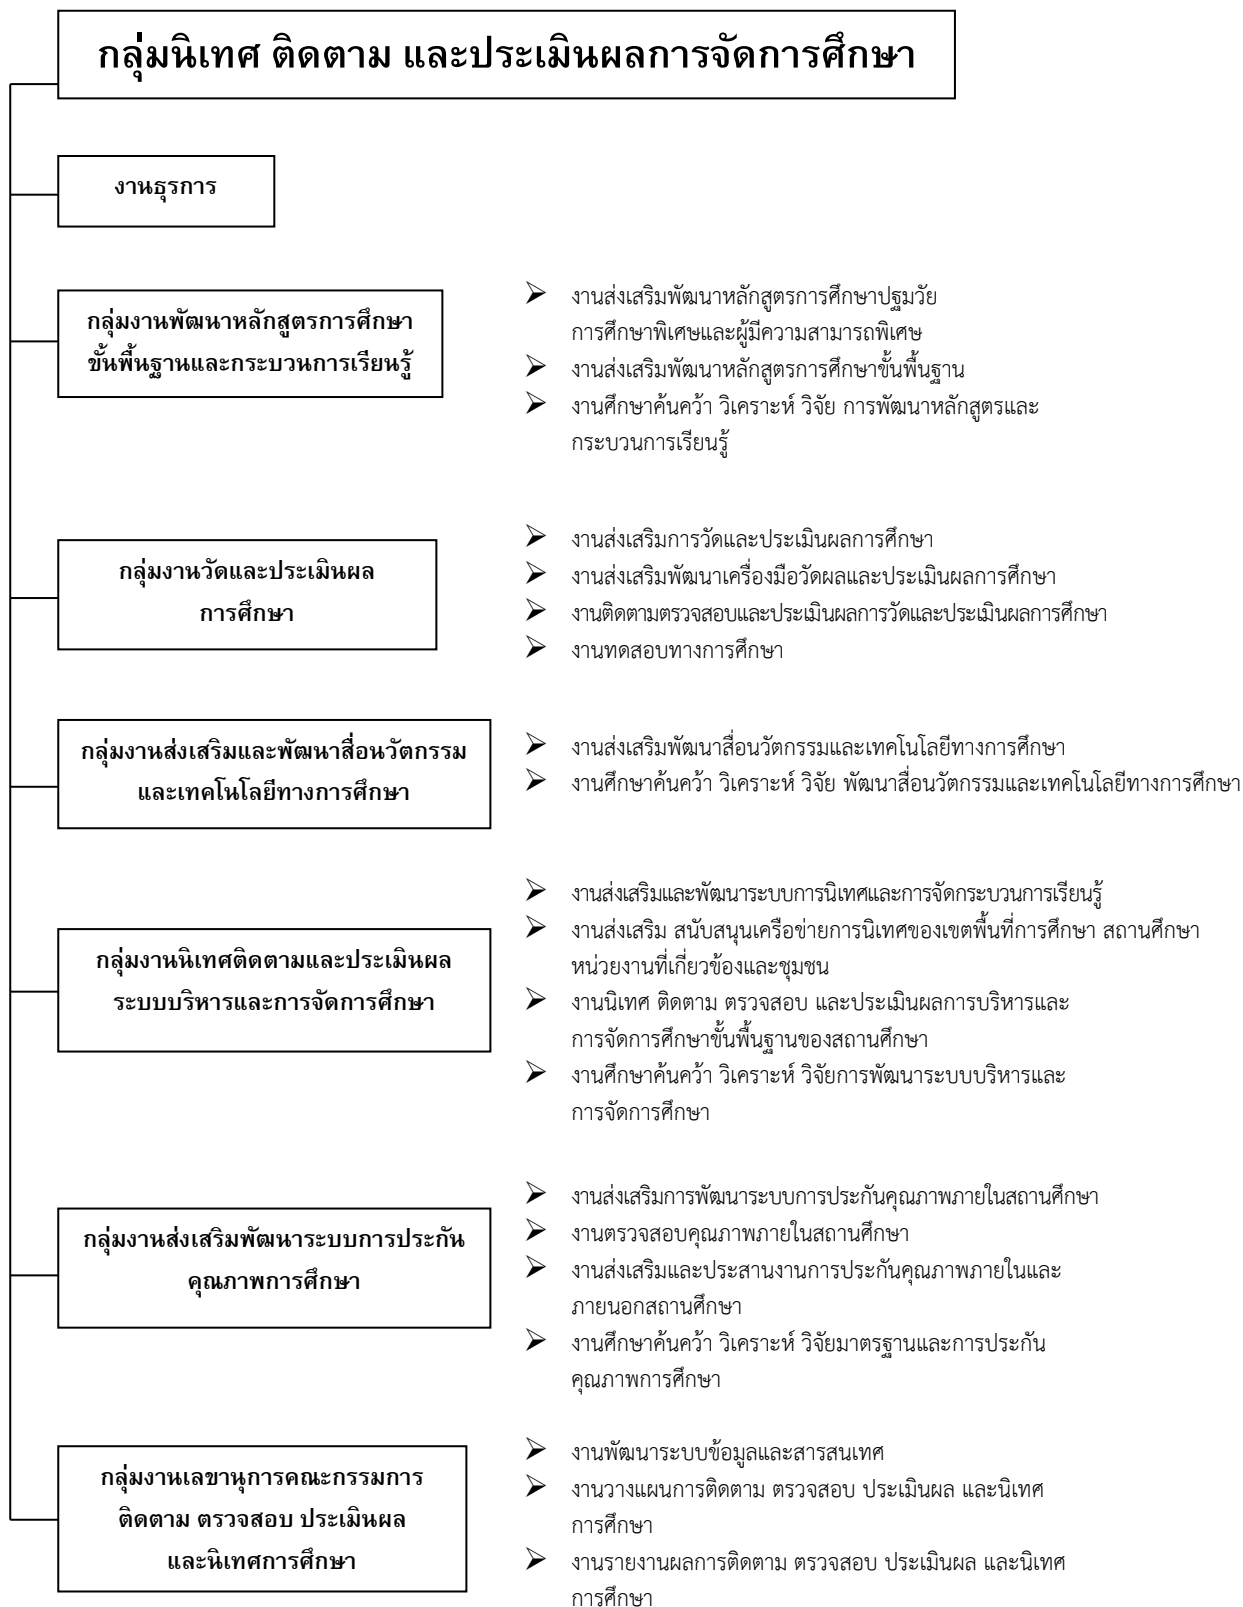 กลุ่มนิเทศ ติดตาม และประเมินผลการจัดการศึกษา
งานธุรการ
กลุ่มงานพัฒนาหลักสูตรการศึกษา
ขั้นพื้นฐานและกระบวนการเรียนรู้
➢ งานส่งเสริมพัฒนาหลักสูตรการศึกษาปฐมวัย
การศึกษาพิเศษและผู้มีความสามารถพิเศษ
➢ งานส่งเสริมพัฒนาหลักสูตรการศึกษาขั้นพื้นฐาน
➢ งานศึกษาค้นคว้า วิเคราะห์ วิจัย การพัฒนาหลักสูตรและ
กระบวนการเรียนรู้
กลุ่มงานวัดและประเมินผล
การศึกษา
➢ งานส่งเสริมการวัดและประเมินผลการศึกษา
➢ งานส่งเสริมพัฒนาเครื่องมือวัดผลและประเมินผลการศึกษา
➢ งานติดตามตรวจสอบและประเมินผลการวัดและประเมินผลการศึกษา
➢ งานทดสอบทางการศึกษา
กลุ่มงานส่งเสริมและพัฒนาสื่อนวัตกรรม
และเทคโนโลยีทางการศึกษา
➢ งานส่งเสริมพัฒนาสื่อนวัตกรรมและเทคโนโลยีทางการศึกษา
➢ งานศึกษาค้นคว้า วิเคราะห์ วิจัย พัฒนาสื่อนวัตกรรมและเทคโนโลยีทางการศึกษา
กลุ่มงานนิเทศติดตามและประเมินผล
ระบบบริหารและการจัดการศึกษา
➢ งานส่งเสริมและพัฒนาระบบการนิเทศและการจัดกระบวนการเรียนรู้
➢ งานส่งเสริม สนับสนุนเครือข่ายการนิเทศของเขตพื้นที่การศึกษา สถานศึกษา
หน่วยงานที่เกี่ยวข้องและชุมชน
➢ งานนิเทศ ติดตาม ตรวจสอบ และประเมินผลการบริหารและ
การจัดการศึกษาขั้นพื้นฐานของสถานศึกษา
➢ งานศึกษาค้นคว้า วิเคราะห์ วิจัยการพัฒนาระบบบริหารและ
การจัดการศึกษา
กลุ่มงานส่งเสริมพัฒนาระบบการประกัน
คุณภาพการศึกษา
➢ งานส่งเสริมการพัฒนาระบบการประกันคุณภาพภายในสถานศึกษา
➢ งานตรวจสอบคุณภาพภายในสถานศึกษา
➢ งานส่งเสริมและประสานงานการประกันคุณภาพภายในและ
ภายนอกสถานศึกษา
➢ งานศึกษาค้นคว้า วิเคราะห์ วิจัยมาตรฐานและการประกัน
คุณภาพการศึกษา
กลุ่มงานเลขานุการคณะกรรมการ
ติดตาม ตรวจสอบ ประเมินผล
และนิเทศการศึกษา
➢ งานพัฒนาระบบข้อมูลและสารสนเทศ
➢ งานวางแผนการติดตาม ตรวจสอบ ประเมินผล และนิเทศ
การศึกษา
➢ งานรายงานผลการติดตาม ตรวจสอบ ประเมินผล และนิเทศ
การศึกษา